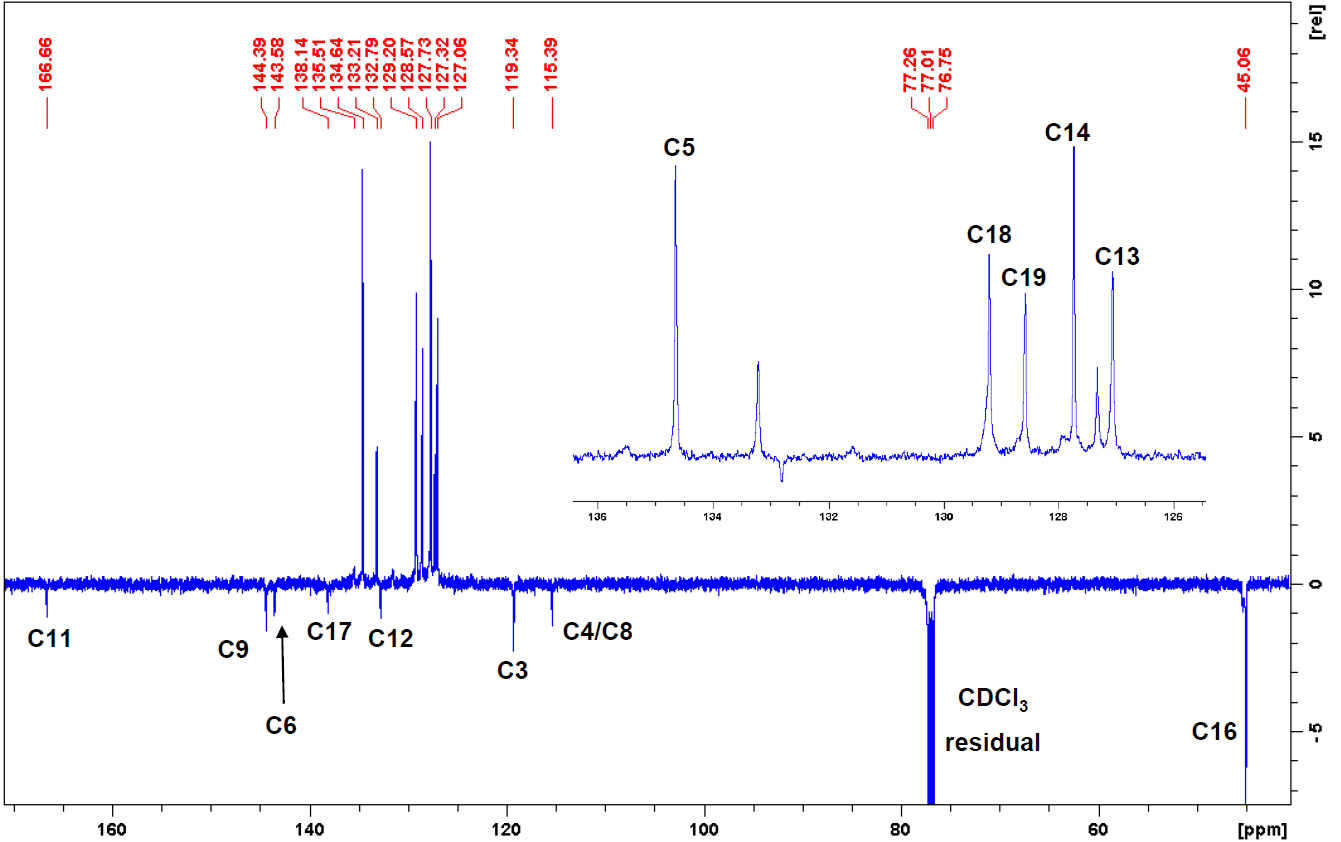 166.66
144.39
143.58
138.14
135.51
134.64
133.21
132.79
129.20
128.57
127.73
127.32
127.06
119.34
115.39
77.26
77.01
76.75
45.06
[rel]
15
10
5
0
-5
C5
C14
C18
C19
C13
136 134 132 130 128 126
C11
C9
C6
C17
C12
C3
C4/C8
CDCl3
residual
C16
160 140 120 100 80 60 [ppm]